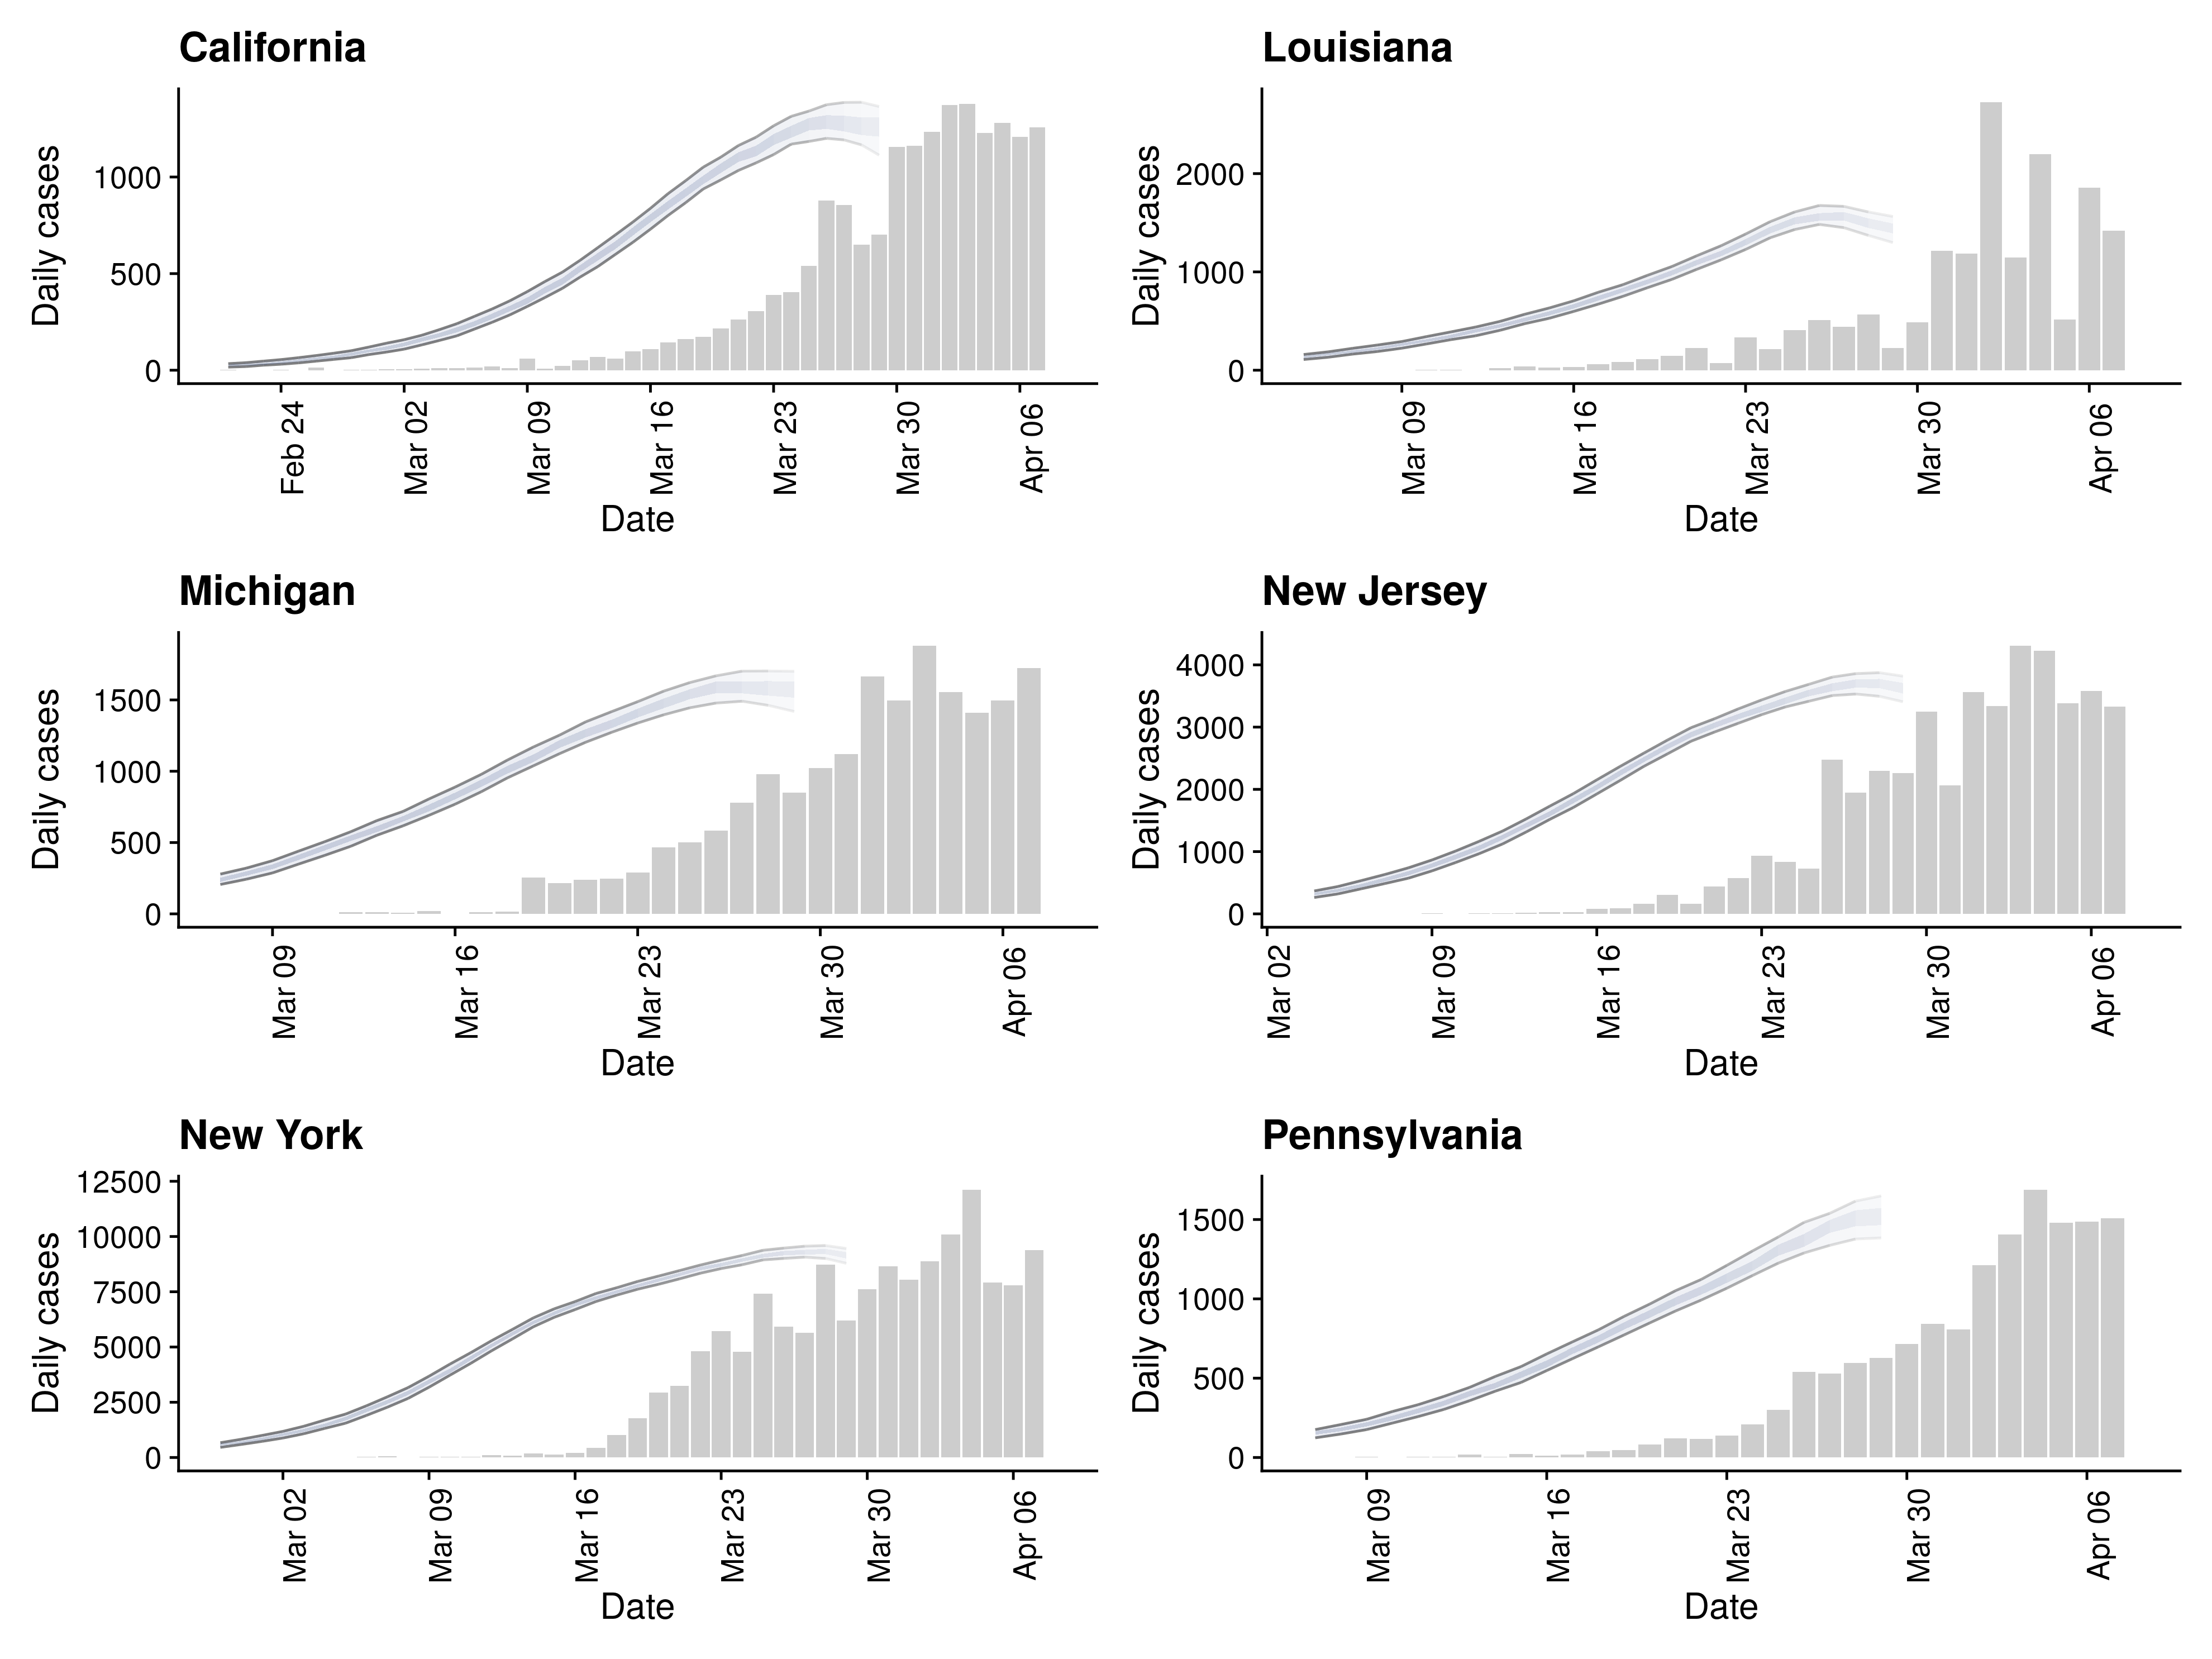 California
Daily cases
1000
500
0
Feb 24
Mar 02
Mar 09
Mar 16
Mar 23
Mar 30
Apr 06
Date
Louisiana
Daily cases
2000
1000
0
Mar 09
Mar 16
Mar 23
Mar 30
Apr 06
Date
Michigan
Daily cases
1500
1000
500
0
Mar 09
Mar 16
Mar 23
Mar 30
Apr 06
Date
New Jersey
Daily cases
4000
3000
2000
1000
0
Mar 02
Mar 09
Mar 16
Mar 23
Mar 30
Apr 06
Date
New York
Daily cases
12500
10000
7500
5000
2500
0
Mar 02
Mar 09
Mar 16
Mar 23
Mar 30
Apr 06
Date
Pennsylvania
Daily cases
1500
1000
500
0
Mar 09
Mar 16
Mar 23
Mar 30
Apr 06
Date